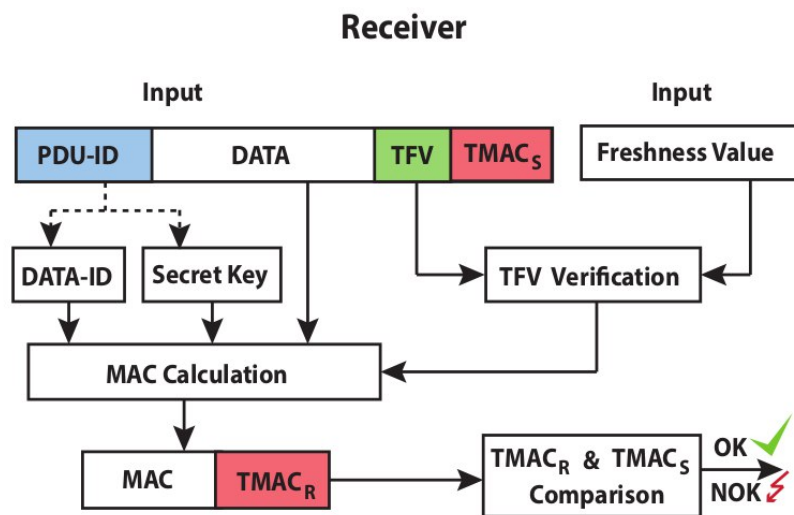 Receiver
Input
Input
PDU-ID DATA TFV TMACS
Freshness Value
DATA-ID
Secret Key
TFV Verification
MAC Calculation
MAC TMACR
TMACR & TMACS
Comparison
OK
NOK